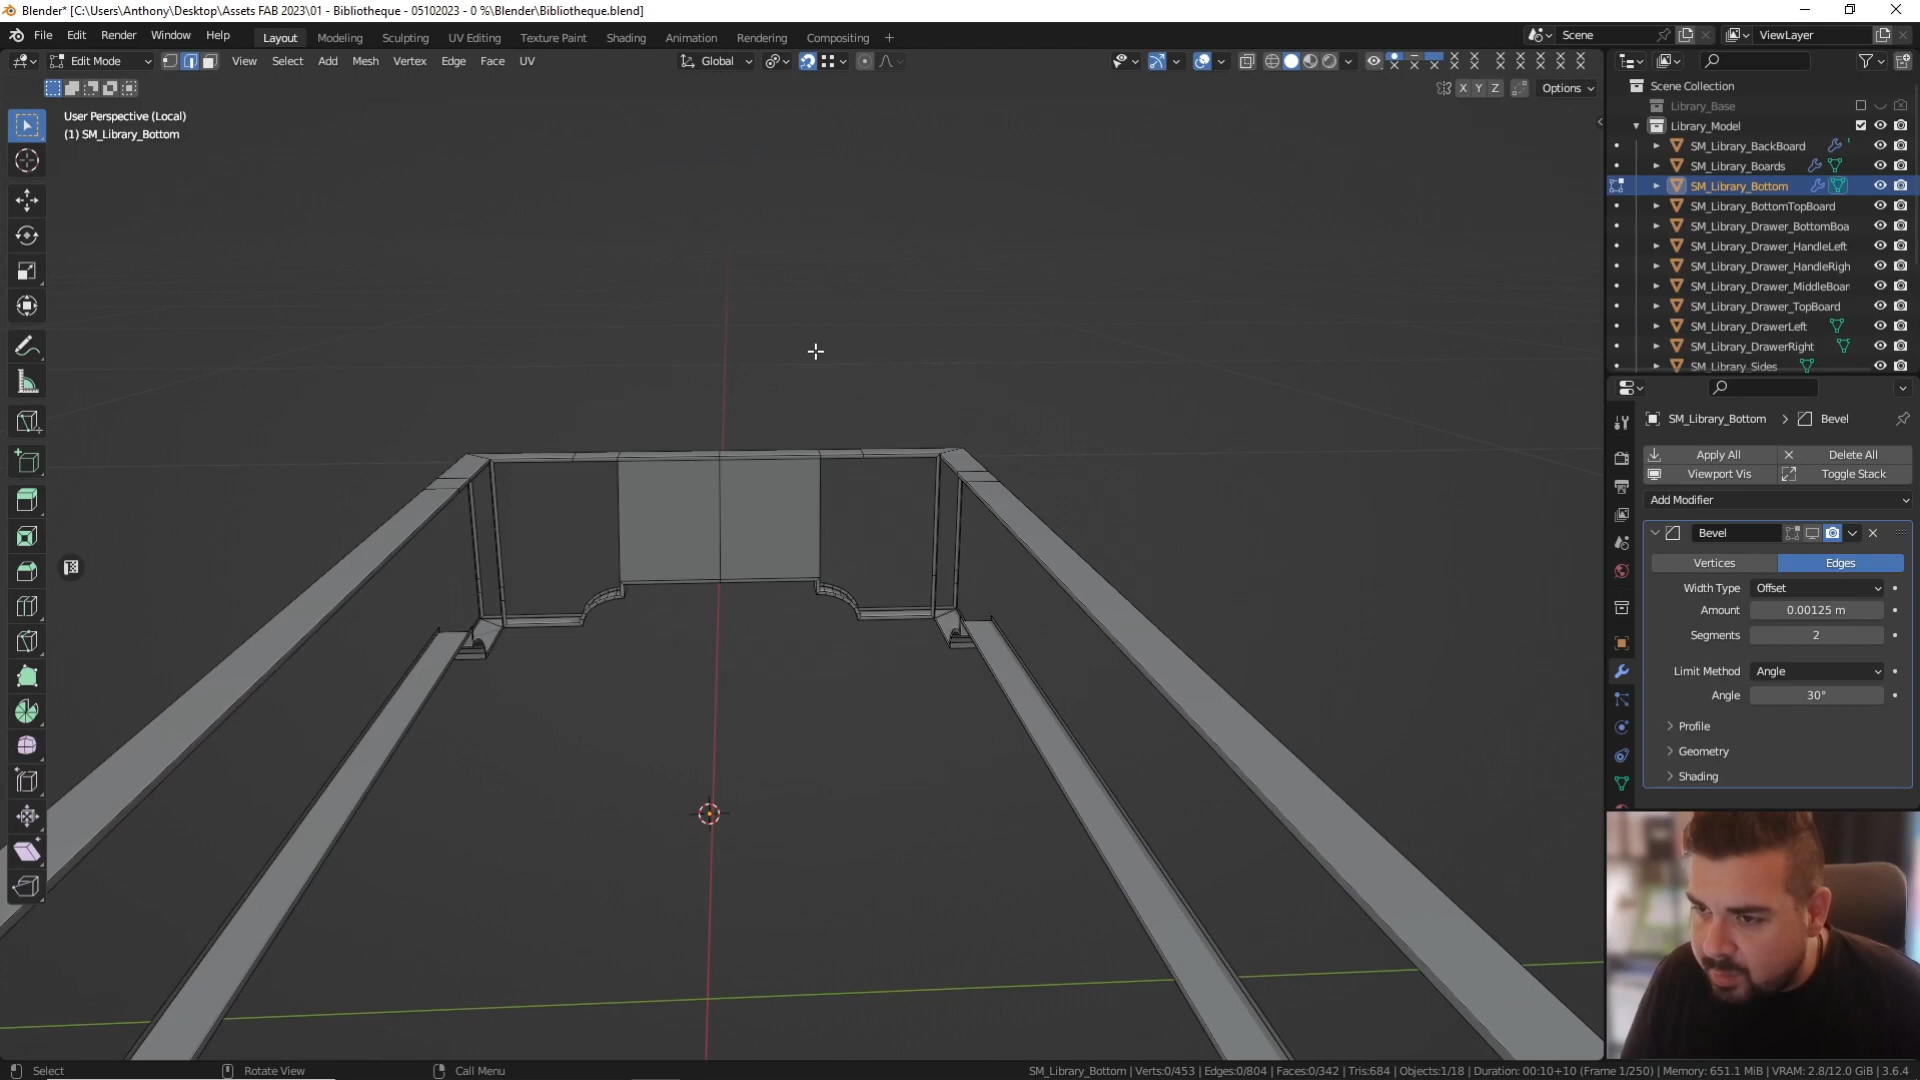 Blender* [C:\Users\Anthony\Desktop\Assets FAB 2023\01 - Bibliotheque - 05102023 - 0 %\Blender\Bibliotheque.blend]
File Edit Render Window Help Layout Modeling Sculpting UV Editing Texture Paint Shading Animation Rendering Compositing + Scene ViewLayer
Edit Mode View Select Add Mesh Vertex Edge Face UV Global
X Y Z Options
User Perspective (Local)
(1) SM_Library_Bottom
Scene Collection
Library_Base
Library_Model
SM_Library_BackBoard
SM_Library_Boards
SM_Library_Bottom
SM_Library_BottomTopBoard
SM_Library_Drawer_BottomBoa
SM_Library_Drawer_HandleLeft
SM_Library_Drawer_HandleRigh
SM_Library_Drawer_MiddleBoar
SM_Library_Drawer_TopBoard
SM_Library_DrawerLeft
SM_Library_DrawerRight
SM_Library_Sides
SM_Library_Bottom > Bevel
Apply All Delete All
Viewport Vis Toggle Stack
Add Modifier
Bevel
Vertices Edges
Width Type Offset
Amount 0.00125 m
Segments 2
Limit Method Angle
Angle 30°
Profile
Geometry
Shading
Select Rotate View Call Menu SM_Library_Bottom | Verts:0/453 | Edges:0/804 | Faces:0/342 | Tris:684 | Objects:1/18 | Duration: 00:10+10 (Frame 1/250) | Memory: 651.1 MiB | VRAM: 2.8/12.0 GiB | 3.6.4